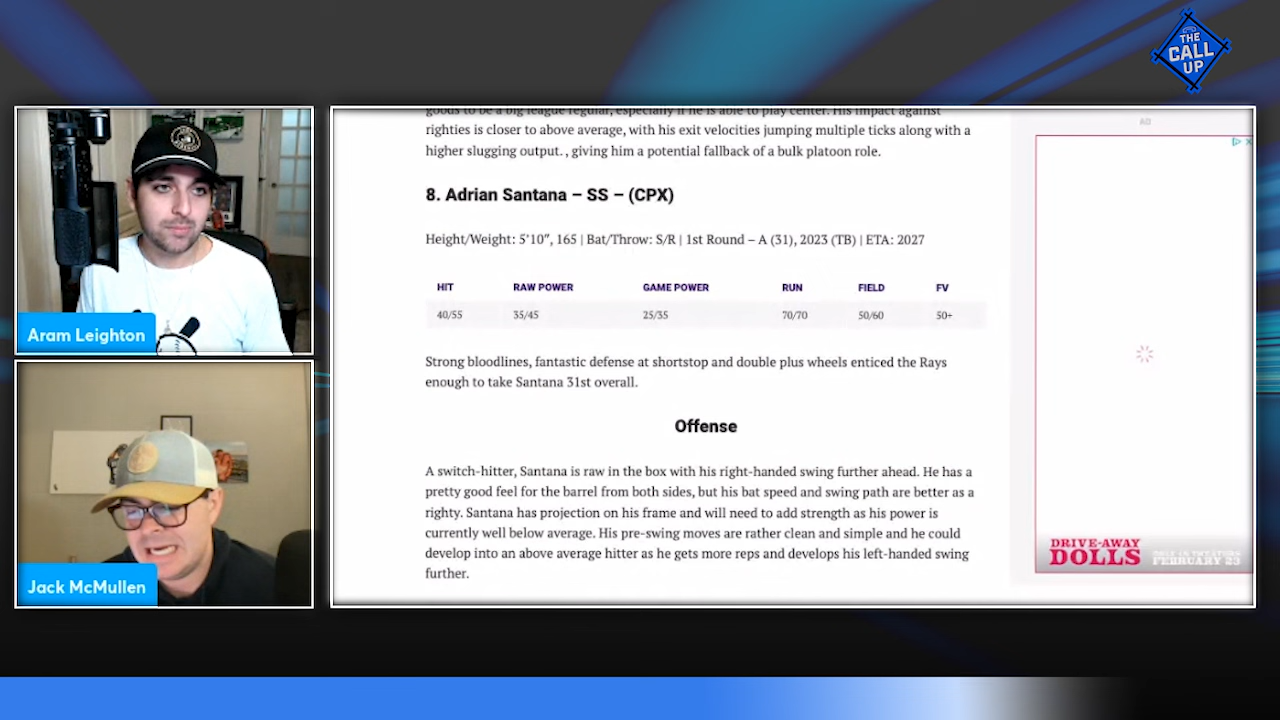 THE
CALL
UP
goods to be a big league regular, especially if he is able to play center. His impact against
righties is closer to above average, with his exit velocities jumping multiple ticks along with a
higher slugging output. , giving him a potential fallback of a bulk platoon role.
8. Adrian Santana – SS – (CPX)
Height/Weight: 5'10″, 165 | Bat/Throw: S/R | 1st Round – A (31), 2023 (TB) | ETA: 2027
HIT RAW POWER GAME POWER RUN FIELD FV
40/55 35/45 25/35 70/70 50/60 50+
Strong bloodlines, fantastic defense at shortstop and double plus wheels enticed the Rays
enough to take Santana 31st overall.
Offense
A switch-hitter, Santana is raw in the box with his right-handed swing further ahead. He has a
pretty good feel for the barrel from both sides, but his bat speed and swing path are better as a
righty. Santana has projection on his frame and will need to add strength as his power is
currently well below average. His pre-swing moves are rather clean and simple and he could
develop into an above average hitter as he gets more reps and develops his left-handed swing
further.
AD
DRIVE-AWAY
DOLLS
ONLY IN THEATERS
FEBRUARY 23
Aram Leighton
Jack McMullen